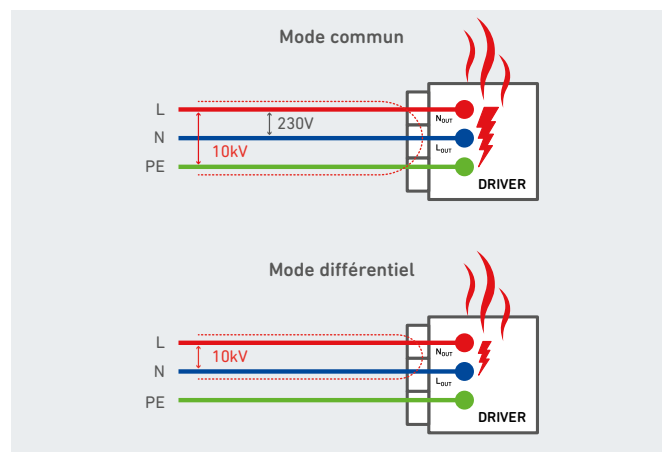 Mode commun
L
N
PE
230V
10kV
NOUT
LOUT
DRIVER
Mode différentiel
L
N
PE
10kV
NOUT
LOUT
DRIVER